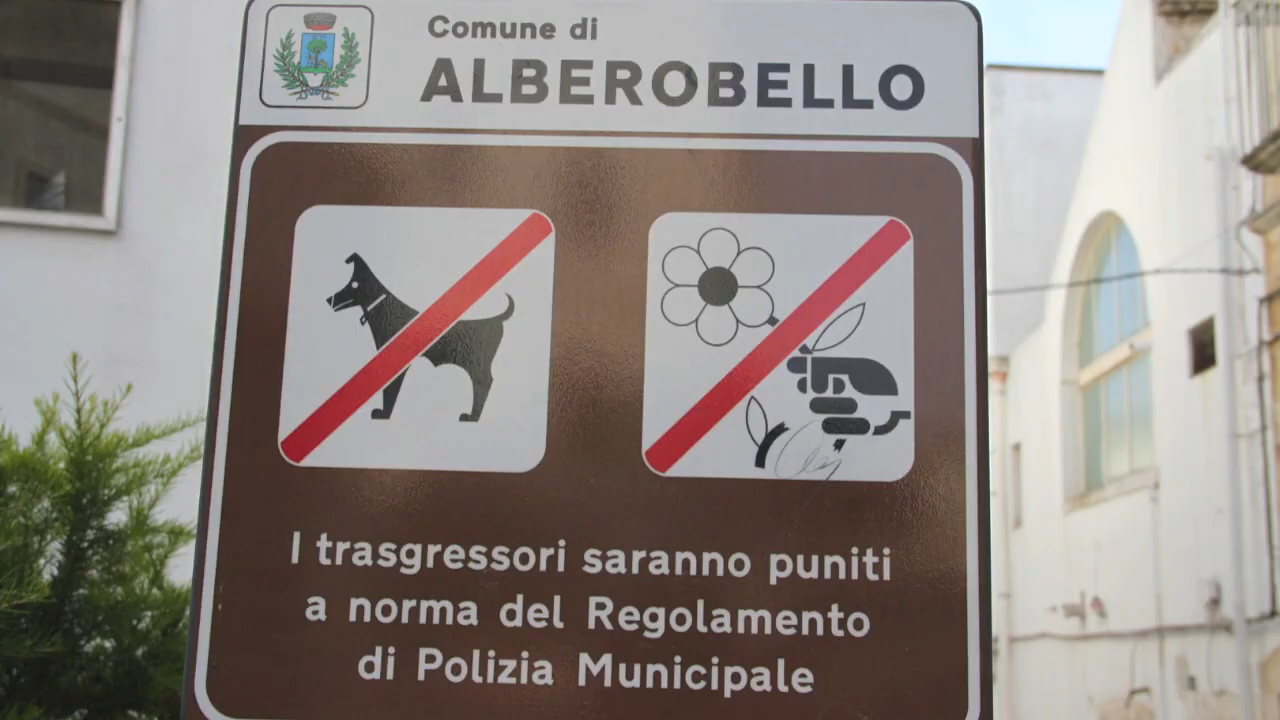 Comune di
ALBEROBELLO
I trasgressori saranno puniti
a norma del Regolamento
di Polizia Municipale